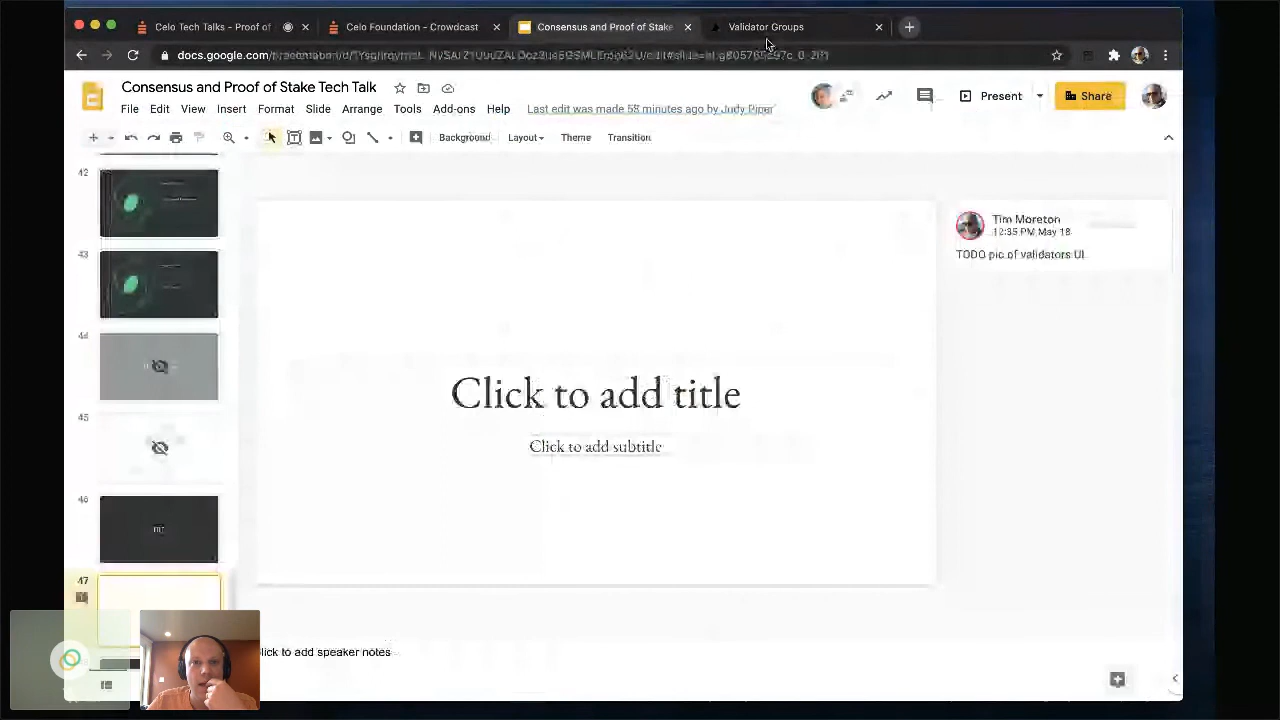 Celo Tech Talks - Proof of
Celo Foundation - Crowdcast
Consensus and Proof of Stake
Validator Groups
Consensus and Proof of Stake Tech Talk
File Edit View Insert Format Slide Arrange Tools Add-ons Help
Last edit was made 58 minutes ago by Judy Piper
Present
Share
Background
Layout
Theme
Transition
42
43
44
45
46
47
Click to add title
Click to add subtitle
Tim Moreton
12:35 PM May 18
TODO pic of validators UI
lick to add speaker notes